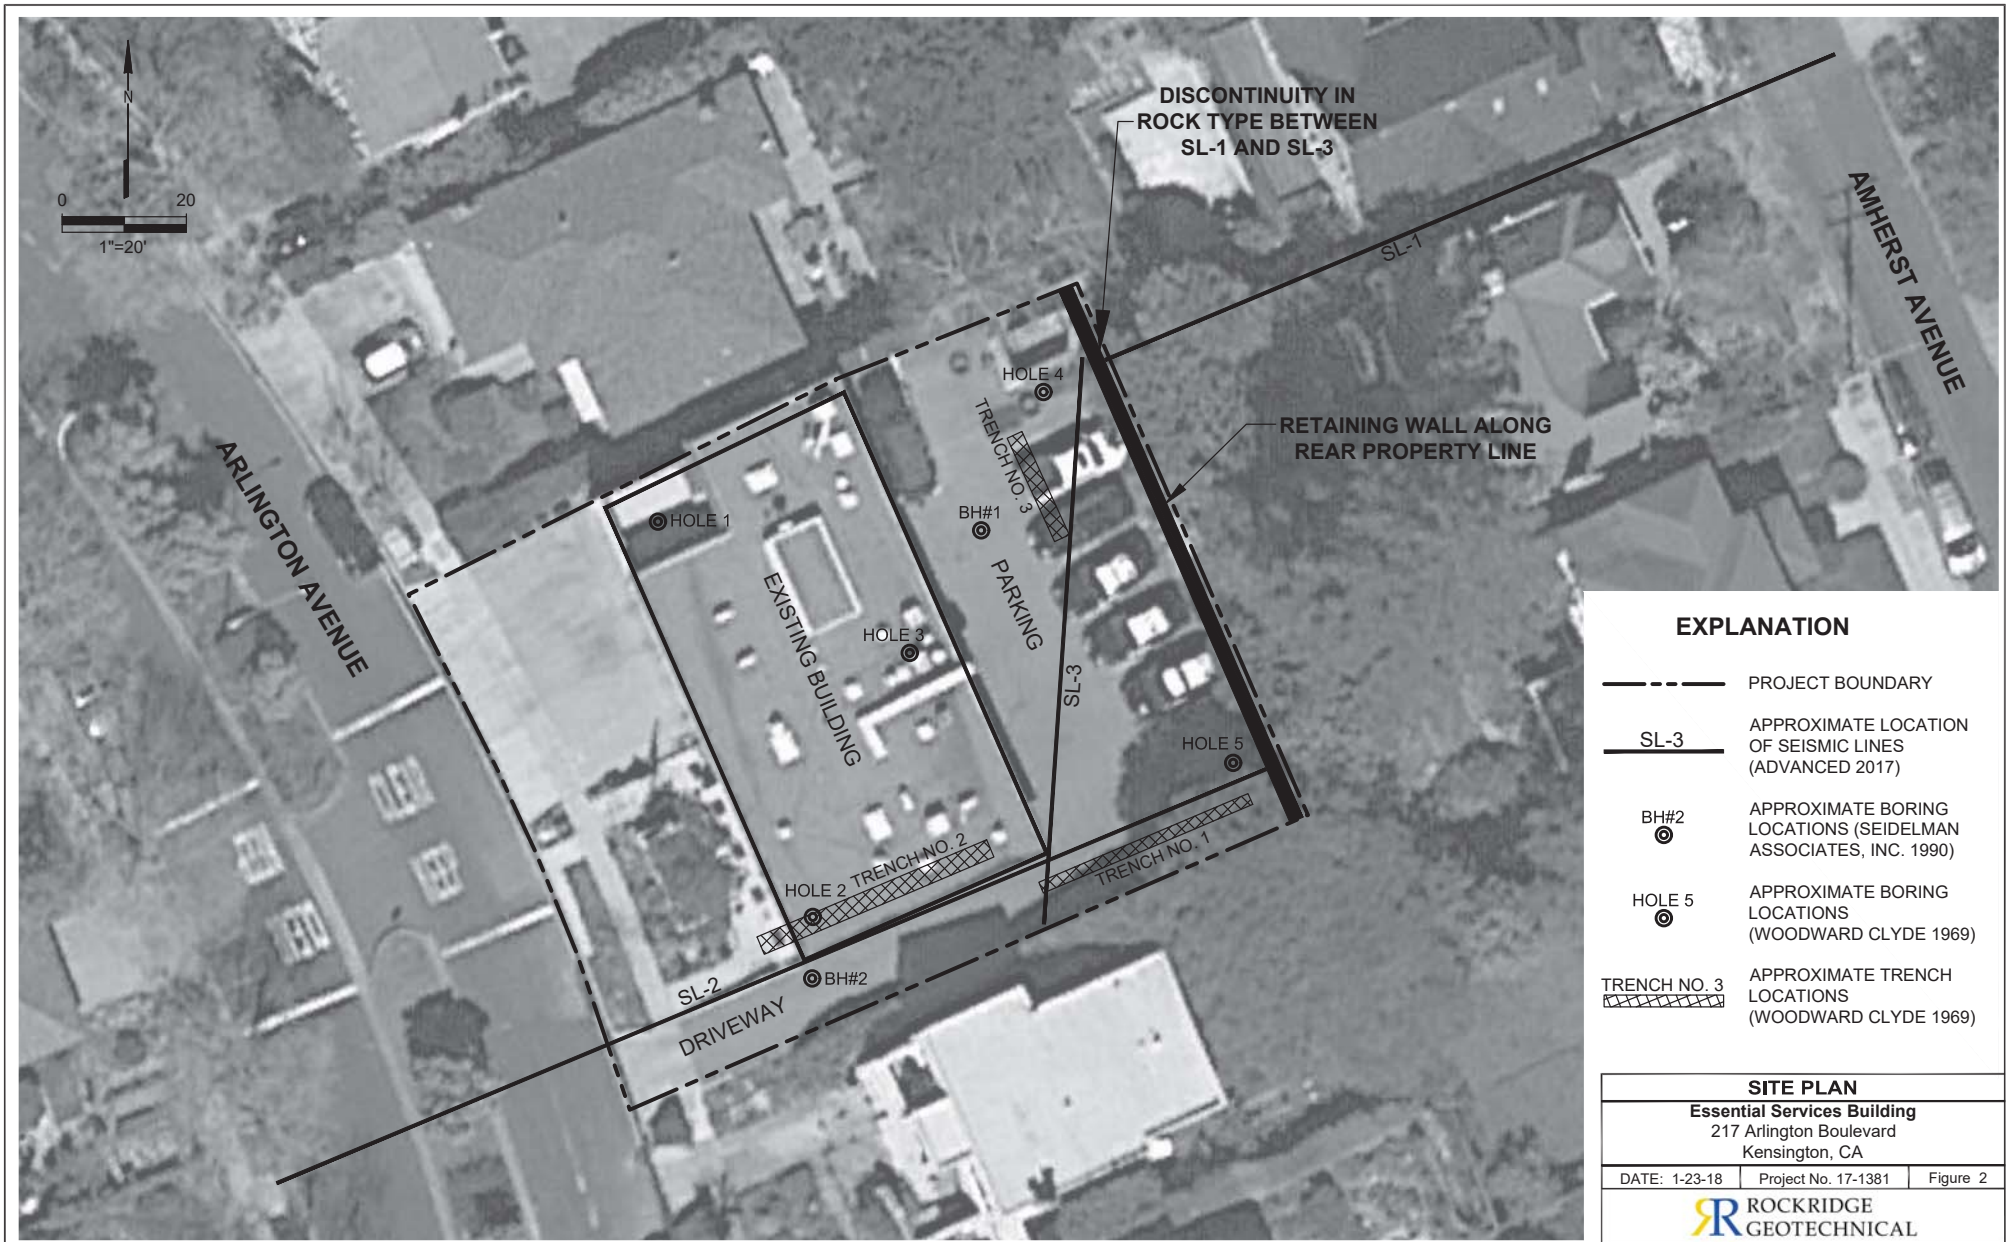 N
0 20
1"=20'
DISCONTINUITY IN
ROCK TYPE BETWEEN
SL-1 AND SL-3
SL-1
AMHERST AVENUE
HOLE 4
TRENCH NO. 3
RETAINING WALL ALONG
REAR PROPERTY LINE
ARLINGTON AVENUE
HOLE 1
BH#1
EXISTING BUILDING
PARKING
HOLE 3
SL-3
HOLE 5
TRENCH NO. 2
TRENCH NO. 1
HOLE 2
BH#2
SL-2
DRIVEWAY
EXPLANATION
PROJECT BOUNDARY
SL-3
APPROXIMATE LOCATION
OF SEISMIC LINES
(ADVANCED 2017)
BH#2
APPROXIMATE BORING
LOCATIONS (SEIDELMAN
ASSOCIATES, INC. 1990)
HOLE 5
APPROXIMATE BORING
LOCATIONS
(WOODWARD CLYDE 1969)
TRENCH NO. 3
APPROXIMATE TRENCH
LOCATIONS
(WOODWARD CLYDE 1969)
SITE PLAN
Essential Services Building
217 Arlington Boulevard
Kensington, CA
DATE: 1-23-18 Project No. 17-1381 Figure 2
RR ROCKRIDGE
GEOTECHNICAL